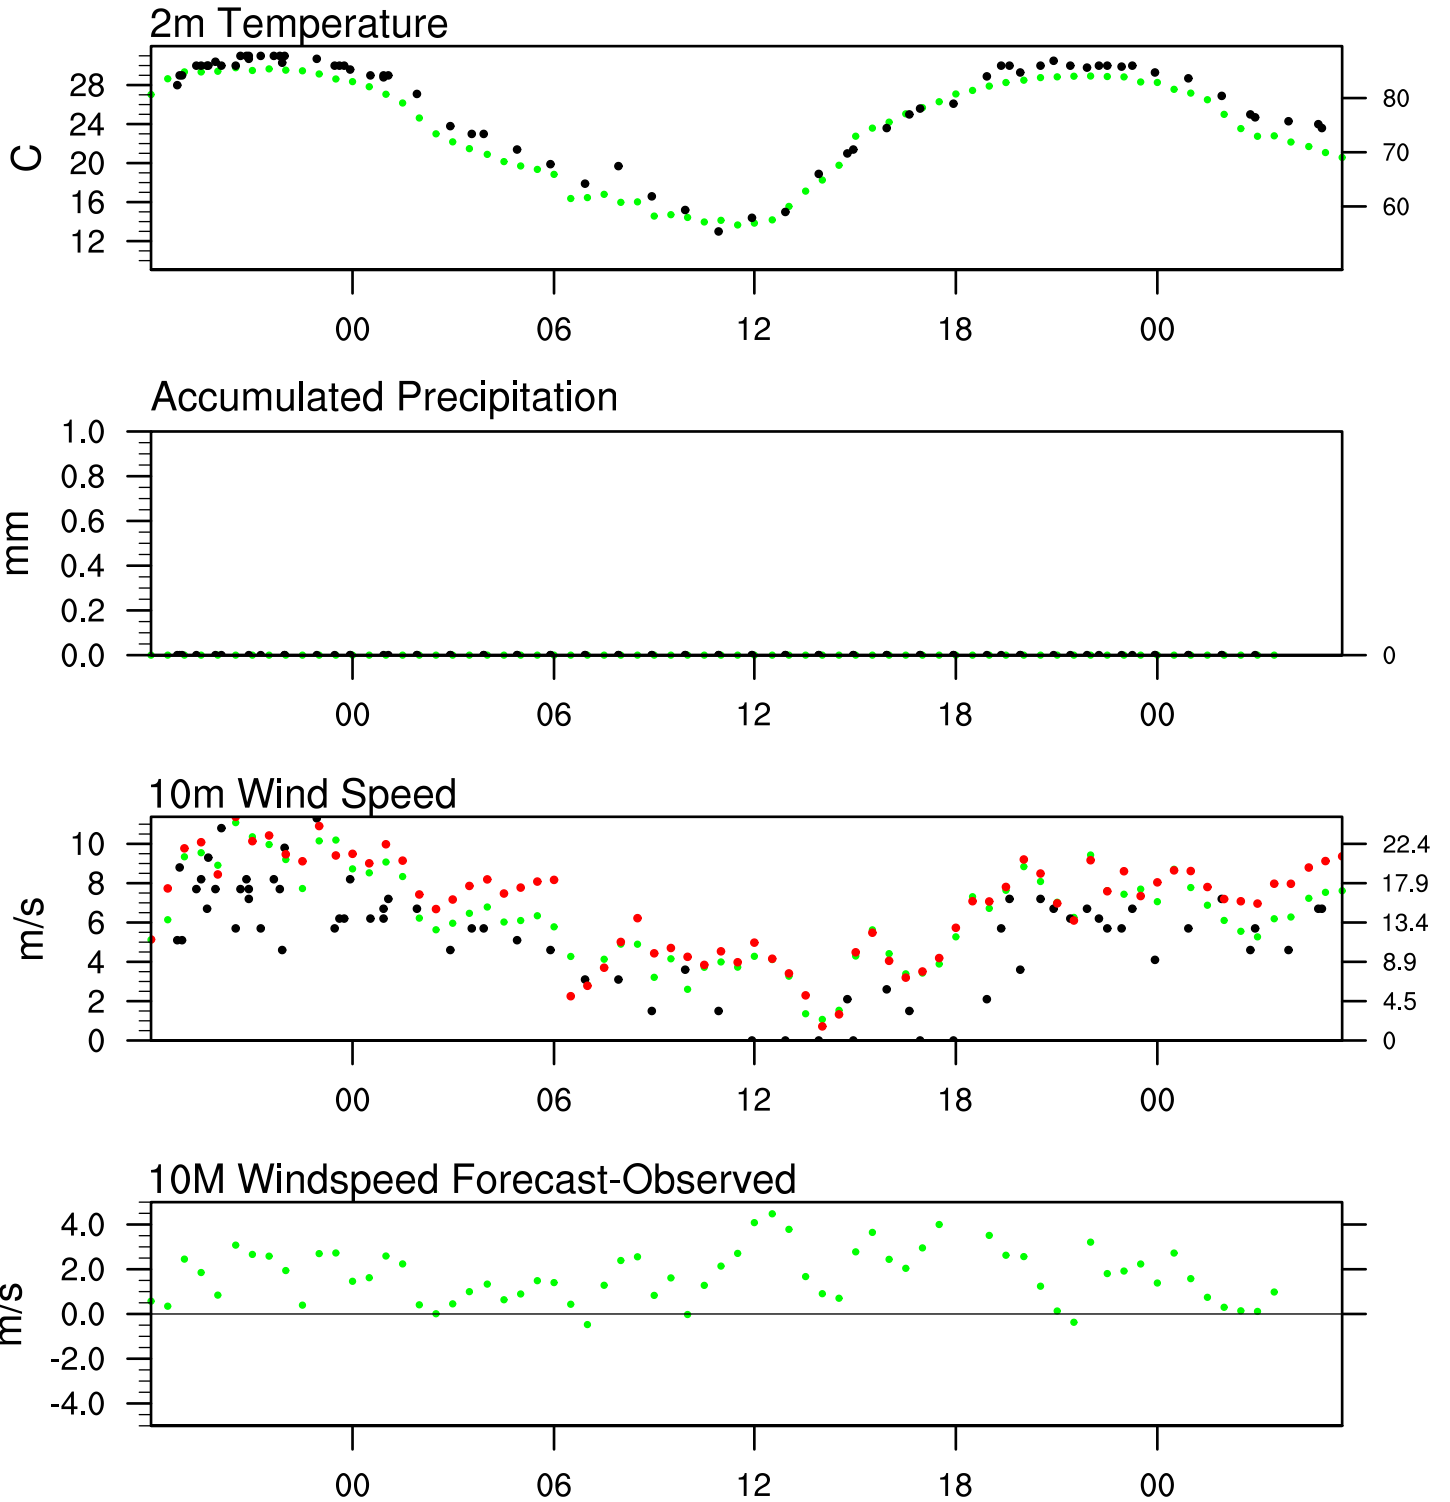 2m Temperature
28
24
20
16
12
C
80
70
60
00 06 12 18 00
Accumulated Precipitation
1.0
0.8
0.6
0.4
0.2
0.0
mm
0
00 06 12 18 00
10m Wind Speed
10
8
6
4
2
0
m/s
22.4
17.9
13.4
8.9
4.5
0
00 06 12 18 00
10M Windspeed Forecast-Observed
4.0
2.0
0.0
-2.0
-4.0
m/s
00 06 12 18 00